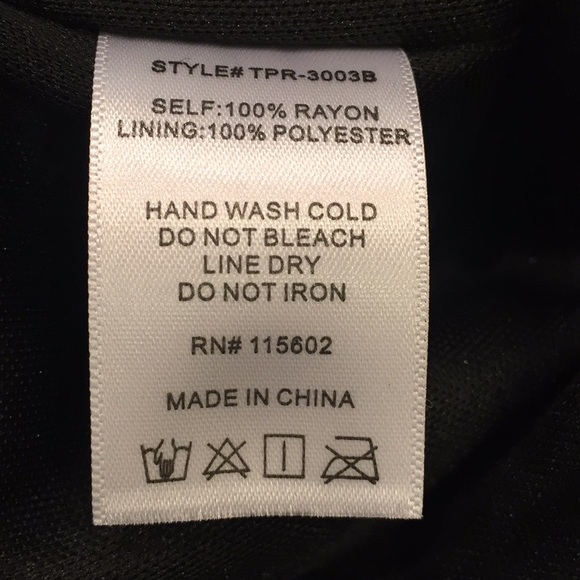 STYLE# TPR-3003B
SELF:100% RAYON
LINING:100% POLYESTER
HAND WASH COLD
DO NOT BLEACH
LINE DRY
DO NOT IRON
RN# 115602
MADE IN CHINA